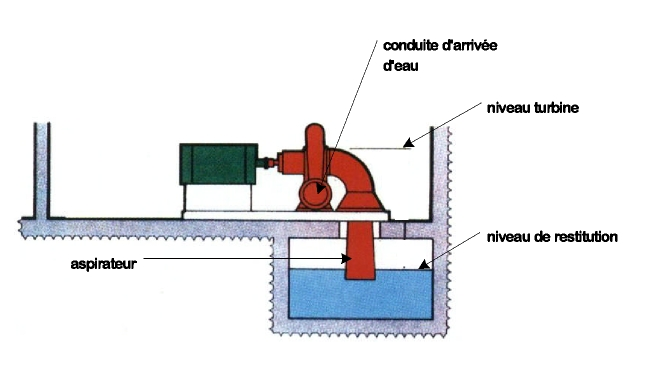 conduite d'arrivée
d'eau
niveau turbine
niveau de restitution
aspirateur